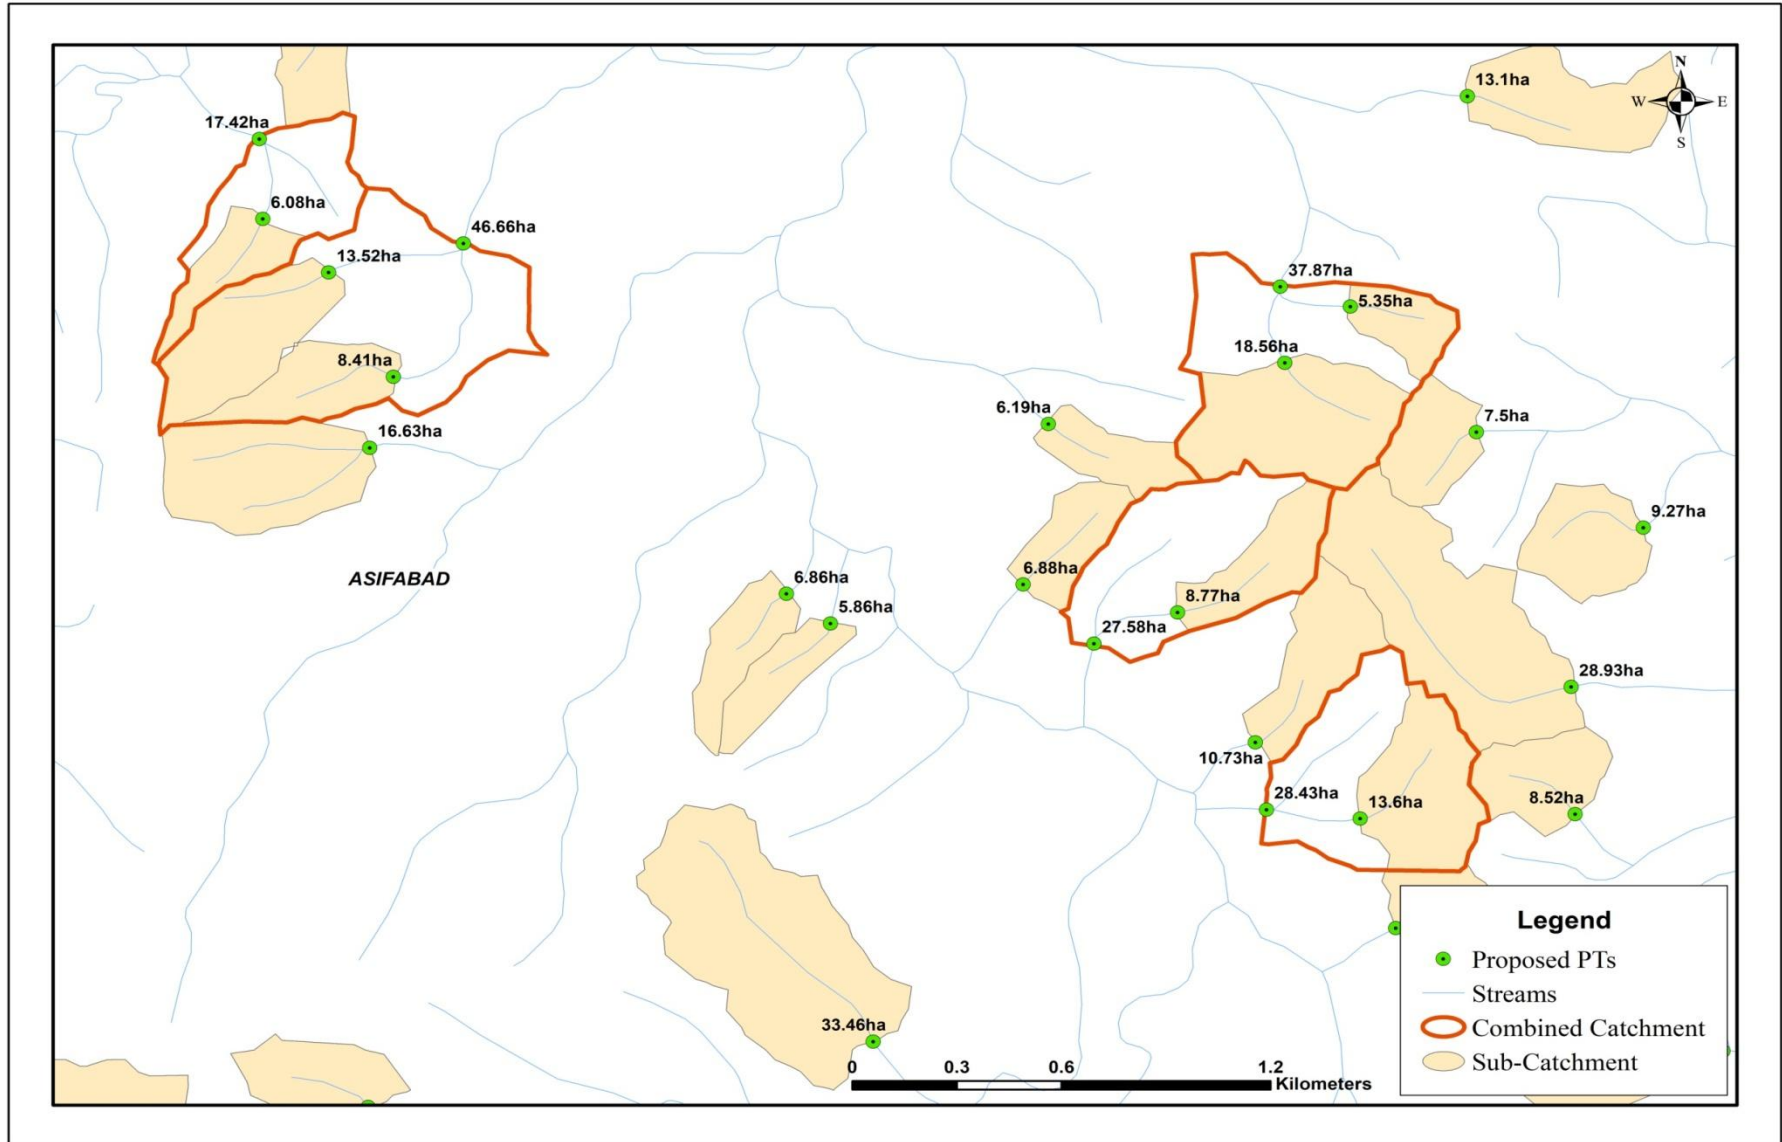 13.1ha
N
W E
S
17.42ha
6.08ha
46.66ha
13.52ha
37.87ha
5.35ha
18.56ha
8.41ha
6.19ha
7.5ha
16.63ha
9.27ha
ASIFABAD
6.88ha
6.86ha
8.77ha
5.86ha
27.58ha
28.93ha
10.73ha
28.43ha
13.6ha
8.52ha
33.46ha
0 0.3 0.6 1.2
Kilometers
Legend
Proposed PTs
Streams
Combined Catchment
Sub-Catchment